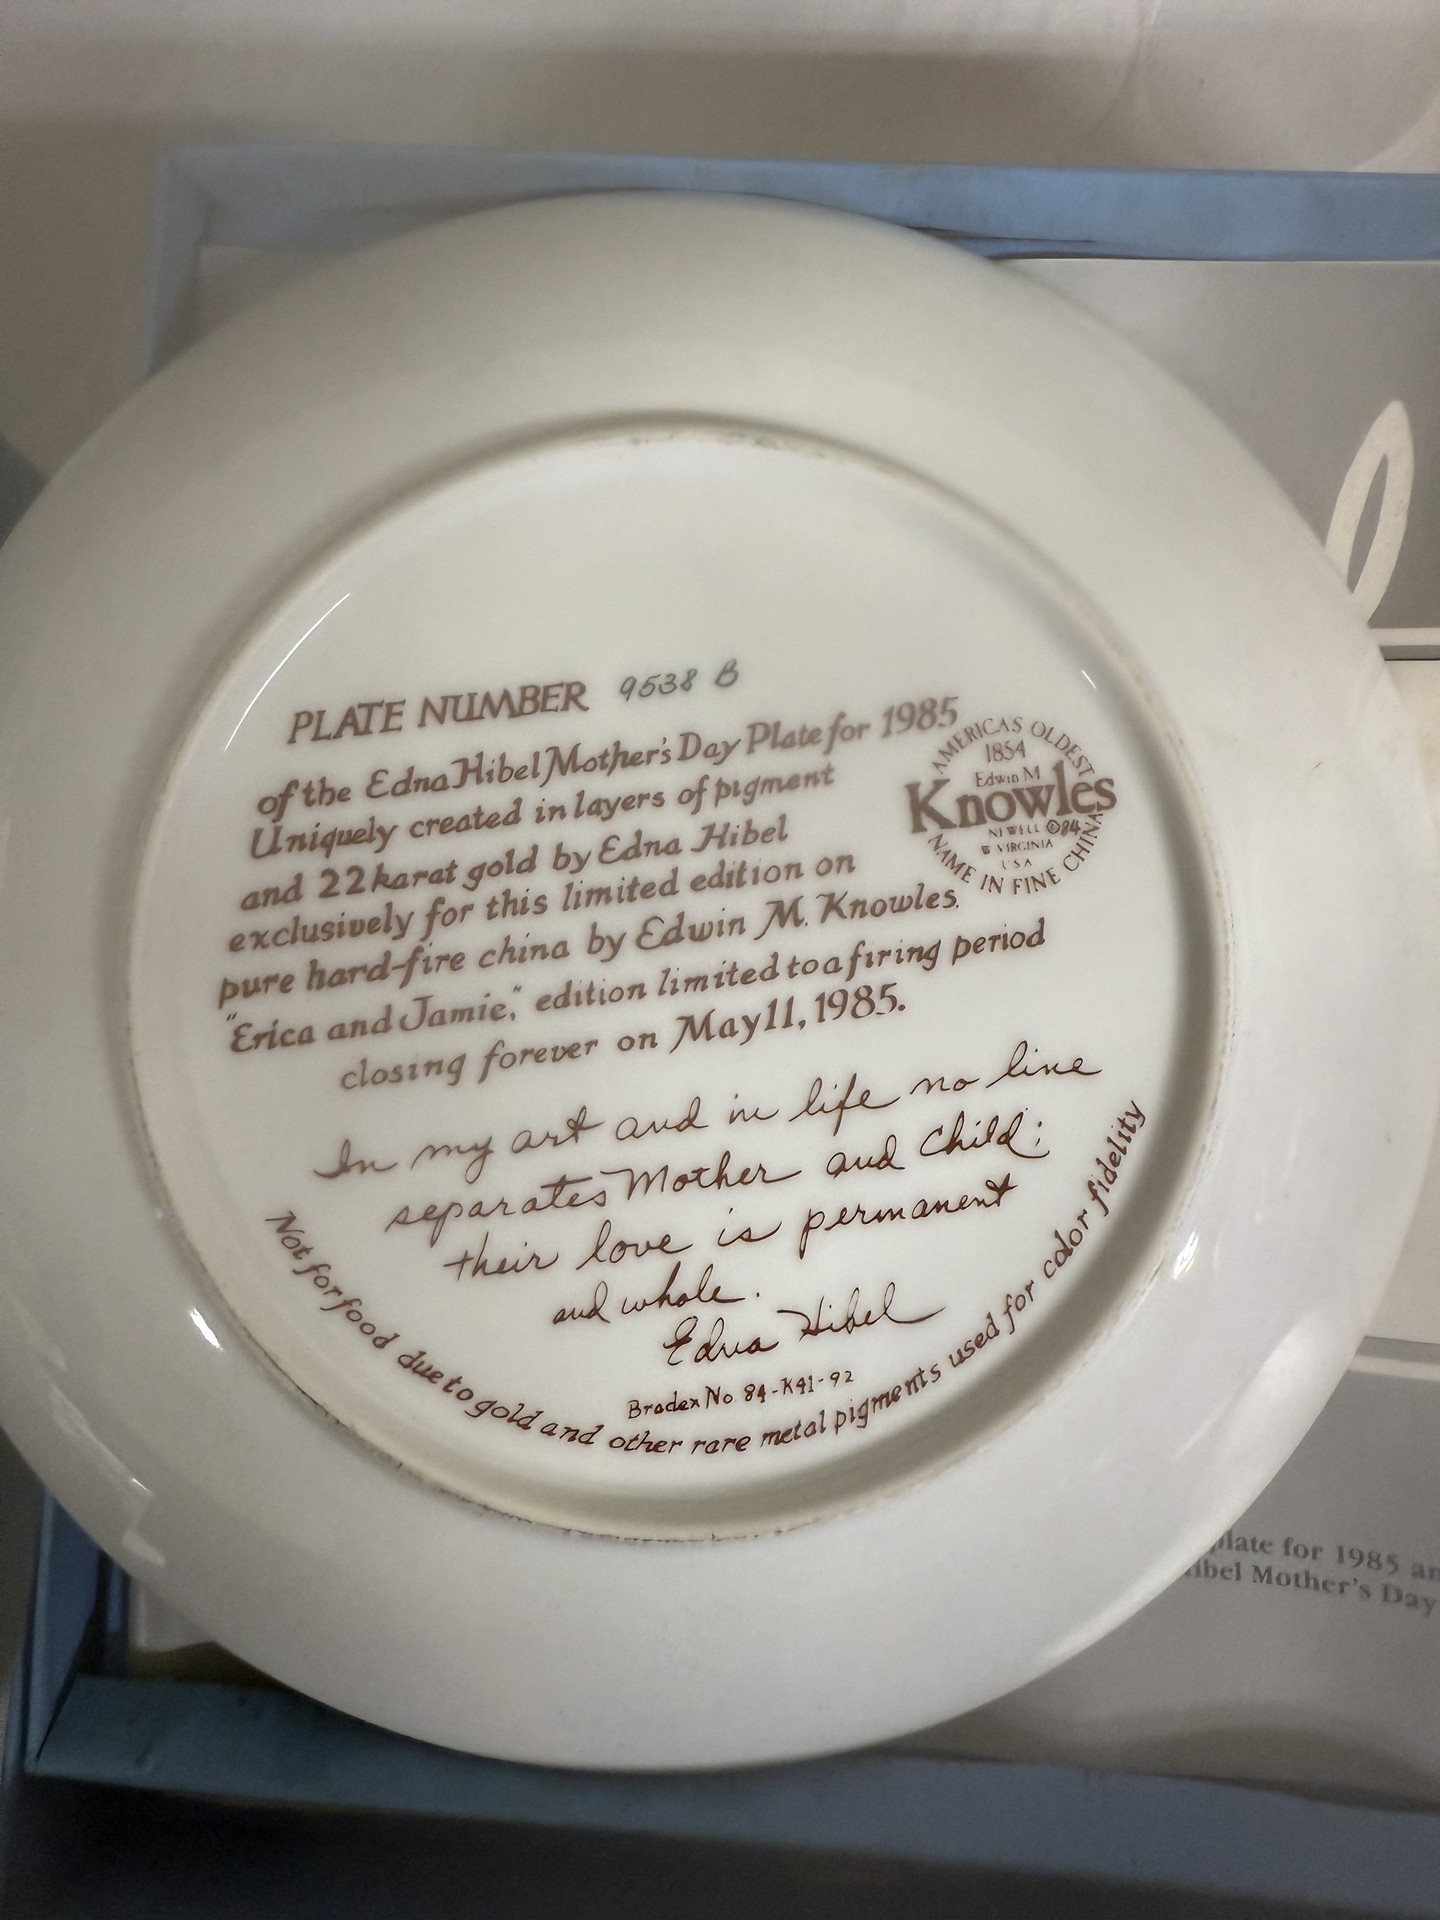 PLATE NUMBER 9538 B
of the Edna Hibel Mother's Day Plate for 1985
Uniquely created in layers of pigment
and 22 karat gold by Edna Hibel
exclusively for this limited edition on
pure hard-fire china by Edwin M. Knowles.
"Erica and Jamie," edition limited to a firing period
closing forever on May 11, 1985.
AMERICA'S OLDEST
1854
Edwin M.
Knowles
NEWELL ©84
W VIRGINIA
USA
NAME IN FINE CHINA
In my art and in life no line
separates Mother and Child;
their love is permanent
and whole.
Edna Hibel
Bradex No. 84-K41-92
Not for food due to gold and other rare metal pigments used for color fidelity
plate for 1985
Mother's Day